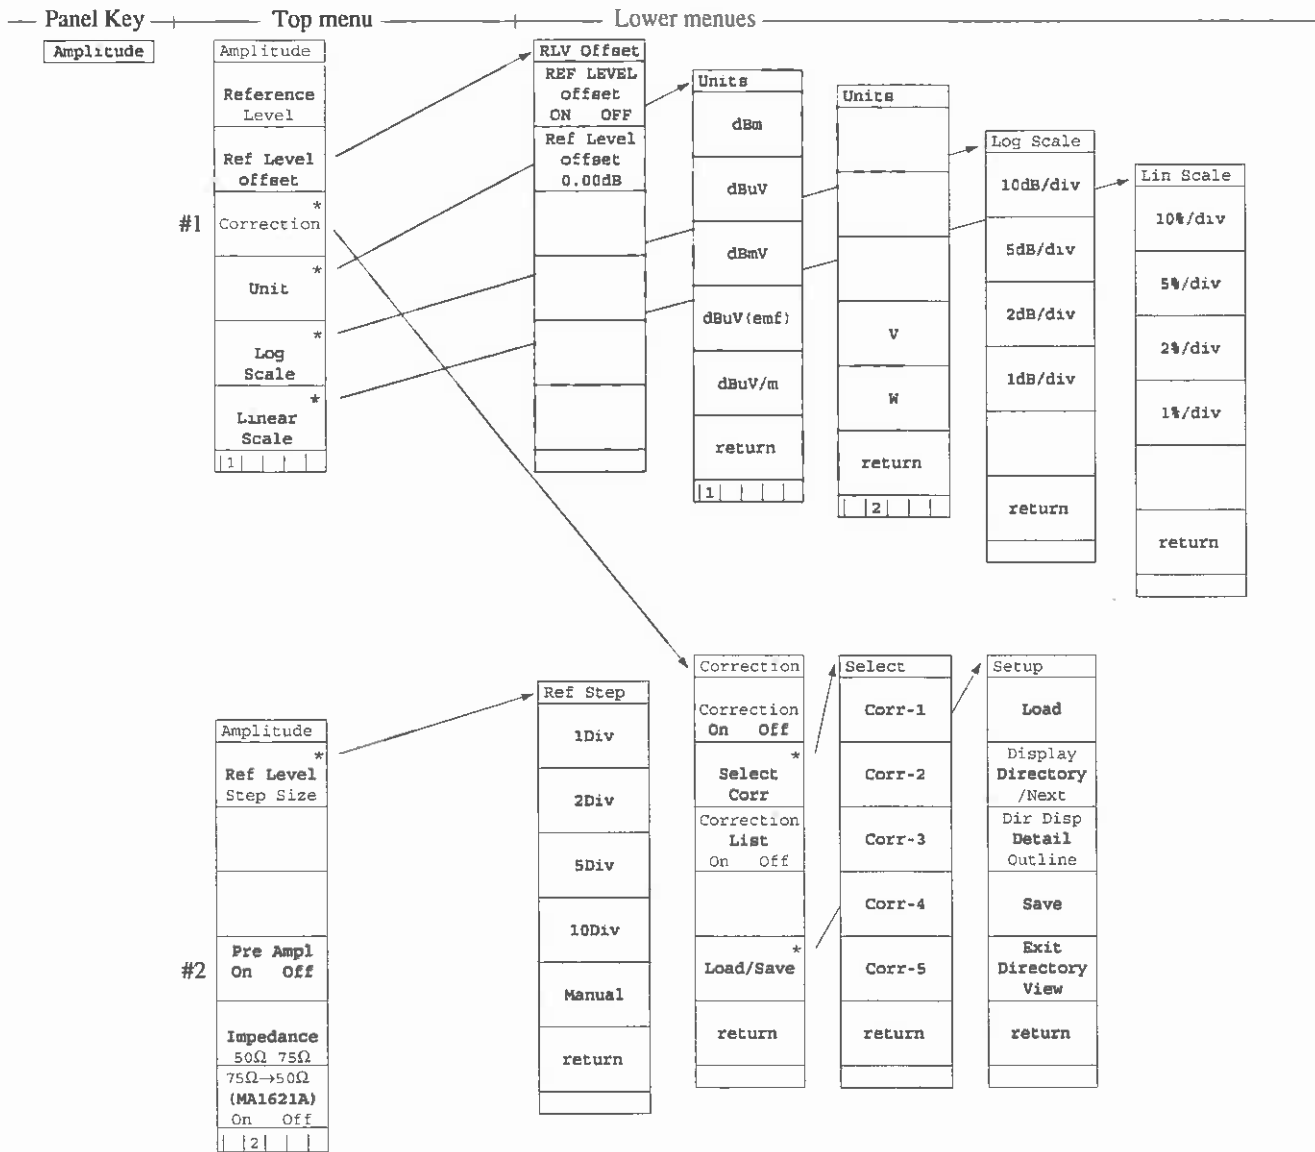 Panel Key
Top menu
Lower menues
Amplitude
Amplitude
Reference
Level
Ref Level
offset
#1
*
Correction
*
Unit
*
Log
Scale
*
Linear
Scale
1
RLV Offset
REF LEVEL
offset
ON OFF
Ref Level
offset
0.00dB
Units
dBm
dBuV
dBmV
dBuV(emf)
dBuV/m
return
1
Units
V
W
return
2
Log Scale
10dB/div
5dB/div
2dB/div
1dB/div
return
Lin Scale
10%/div
5%/div
2%/div
1%/div
return
Amplitude
*
Ref Level
Step Size
#2
Pre Ampl
On Off
Impedance
50Ω 75Ω
75Ω→50Ω
(MA1621A)
On Off
2
Ref Step
1Div
2Div
5Div
10Div
Manual
return
Correction
Correction
On Off
*
Select
Corr
Correction
List
On Off
*
Load/Save
return
Select
Corr-1
Corr-2
Corr-3
Corr-4
Corr-5
return
Setup
Load
Display
Directory
/Next
Dir Disp
Detail
Outline
Save
Exit
Directory
View
return